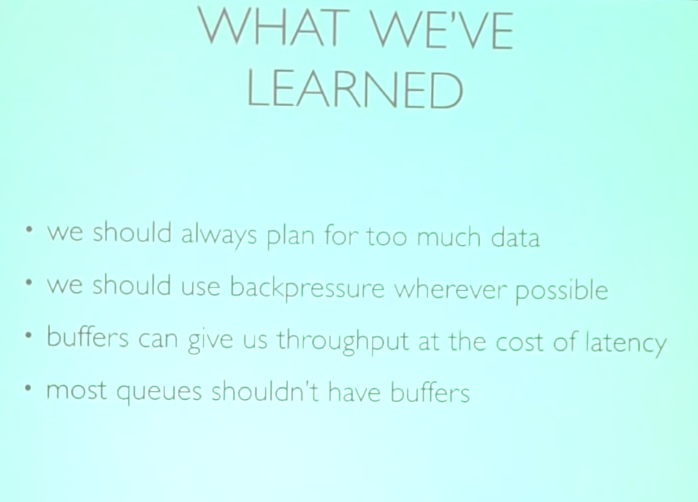 WHAT WE'VE
LEARNED
• we should always plan for too much data
• we should use backpressure wherever possible
• buffers can give us throughput at the cost of latency
• most queues shouldn't have buffers